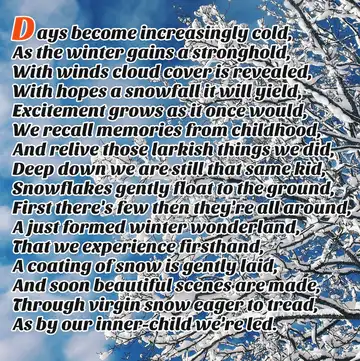 Days become increasingly cold,
As the winter gains a stronghold,
With winds cloud cover is revealed,
With hopes a snowfall it will yield,
Excitement grows as it once would,
We recall memories from childhood,
And relive those larkish things we did,
Deep down we are still that same kid,
Snowflakes gently float to the ground,
First there's few then they're all around,
A just formed winter wonderland,
That we experience firsthand,
A coating of snow is gently laid,
And soon beautiful scenes are made,
Through virgin snow eager to tread,
As by our inner-child we're led.